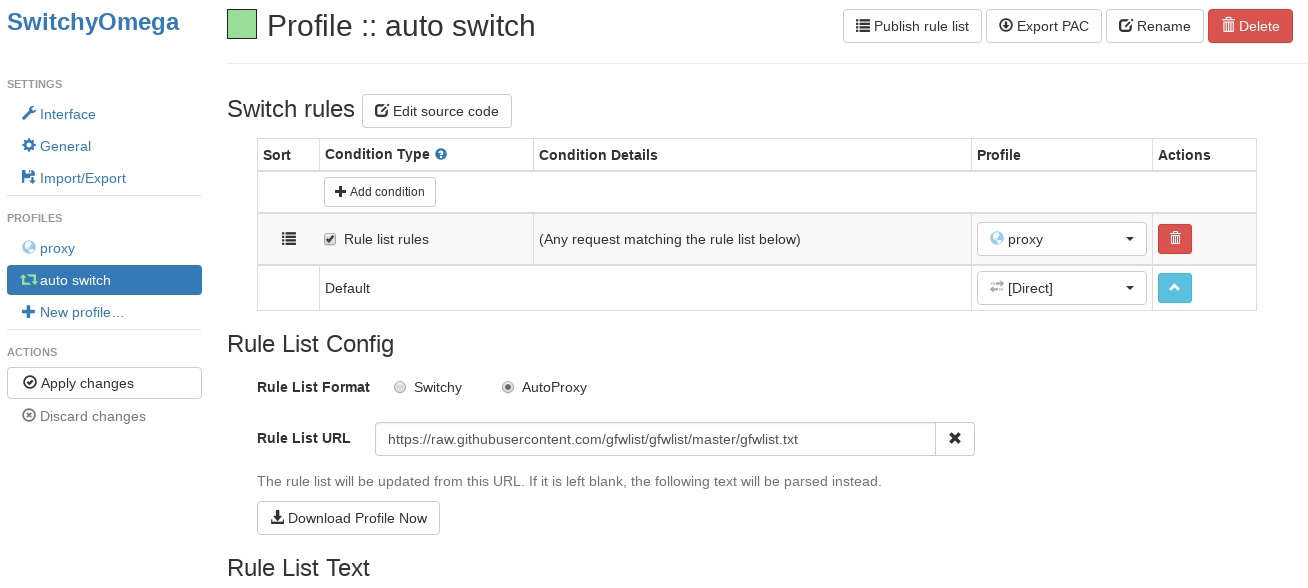 SwitchyOmega
Profile :: auto switch
Publish rule list
Export PAC
Rename
Delete
SETTINGS
Interface
General
Import/Export
PROFILES
proxy
auto switch
New profile…
ACTIONS
Apply changes
Discard changes
Switch rules
Edit source code
Sort Condition Type Condition Details Profile Actions
Add condition
Rule list rules (Any request matching the rule list below) proxy
Default [Direct]
Rule List Config
Rule List Format Switchy AutoProxy
Rule List URL https://raw.githubusercontent.com/gfwlist/gfwlist/master/gfwlist.txt
The rule list will be updated from this URL. If it is left blank, the following text will be parsed instead.
Download Profile Now
Rule List Text